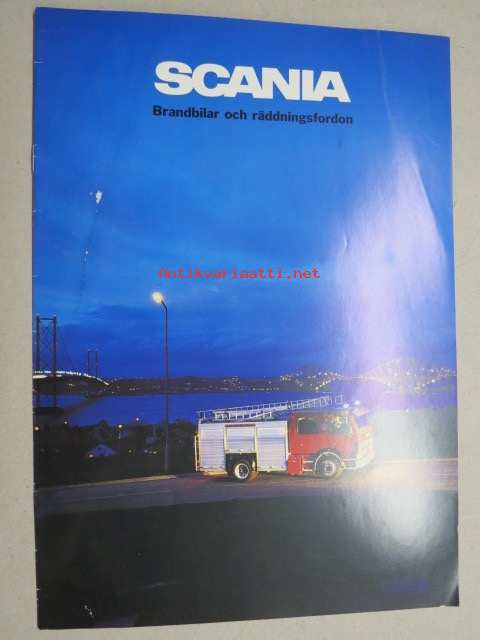 SCANIA
Brandbilar och räddningsfordon
Antikvariaatti.net